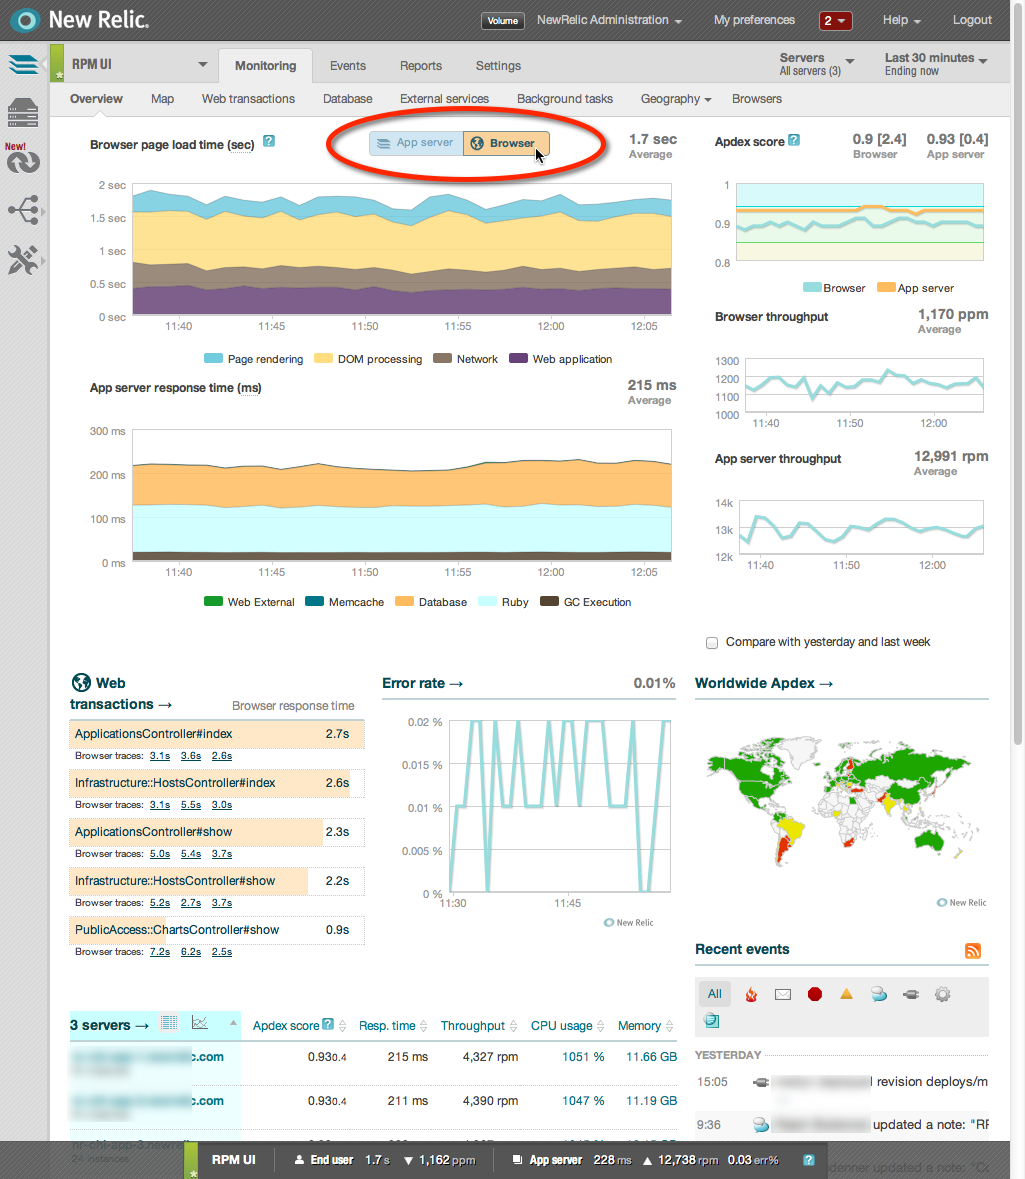 New Relic.
Volume NewRelic Administration My preferences 2 Help Logout
RPM UI Monitoring Events Reports Settings
Servers
All servers (3)
Last 30 minutes
Ending now
Overview Map Web transactions Database External services Background tasks Geography Browsers
New!
Browser page load time (sec) ? App server Browser
1.7 sec
Average
2 sec
1.5 sec
1 sec
0.5 sec
0 sec
11:40 11:45 11:50 11:55 12:00 12:05
Page rendering DOM processing Network Web application
App server response time (ms)
215 ms
Average
300 ms
200 ms
100 ms
0 ms
11:40 11:45 11:50 11:55 12:00 12:05
Web External Memcache Database Ruby GC Execution
Apdex score ?
0.9 [2.4]
Browser
0.93 [0.4]
App server
1
0.9
0.8
Browser App server
Browser throughput
1,170 ppm
Average
1300
1200
1100
1000
11:40 11:50 12:00
App server throughput
12,991 rpm
Average
14k
13k
12k
11:40 11:50 12:00
Compare with yesterday and last week
Web
transactions → Browser response time
ApplicationsController#index 2.7s
Browser traces: 3.1s 3.6s 2.6s
Infrastructure::HostsController#index 2.6s
Browser traces: 3.1s 5.5s 3.0s
ApplicationsController#show 2.3s
Browser traces: 5.0s 5.4s 3.7s
Infrastructure::HostsController#show 2.2s
Browser traces: 5.2s 2.7s 3.7s
PublicAccess::ChartsController#show 0.9s
Browser traces: 7.2s 6.2s 2.5s
Error rate → 0.01%
0.02 %
0.015 %
0.01 %
0.005 %
0 %
11:30 11:45
New Relic
Worldwide Apdex →
New Relic
Recent events
All
YESTERDAY
15:05 revision deploys/m
9:36 updated a note: "RF
updated a note: "Co
3 servers → Apdex score ? Resp. time Throughput CPU usage Memory
c.com 0.930.4 215 ms 4,327 rpm 1051 % 11.66 GB
c.com 0.930.4 211 ms 4,390 rpm 1047 % 11.19 GB
24 instances
RPM UI End user 1.7 s 1,162 ppm App server 228 ms 12,738 rpm 0.03 err% ?